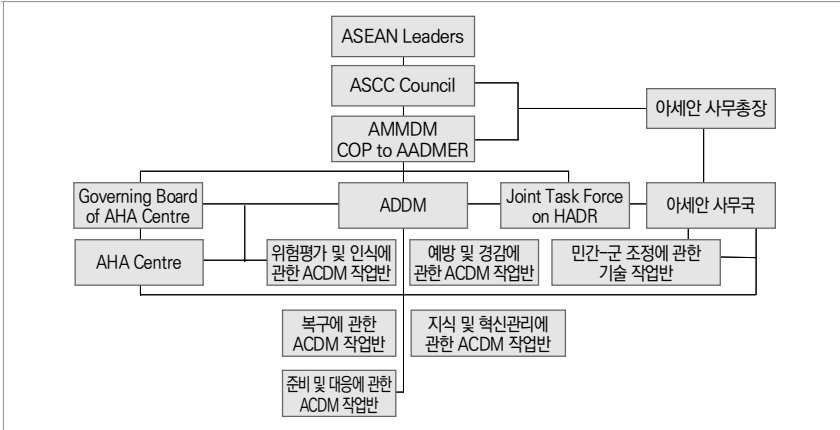 ASEAN Leaders
ASCC Council
아세안 사무총장
AMMDM
COP to AADMER
Governing Board
of AHA Centre
ADDM
Joint Task Force
on HADR
아세안 사무국
AHA Centre
위험평가 및 인식에
관한 ACDM 작업반
예방 및 경감에
관한 ACDM 작업반
민간-군 조정에 관한
기술 작업반
복구에 관한
ACDM 작업반
지식 및 혁신관리에
관한 ACDM 작업반
준비 및 대응에 관한
ACDM 작업반